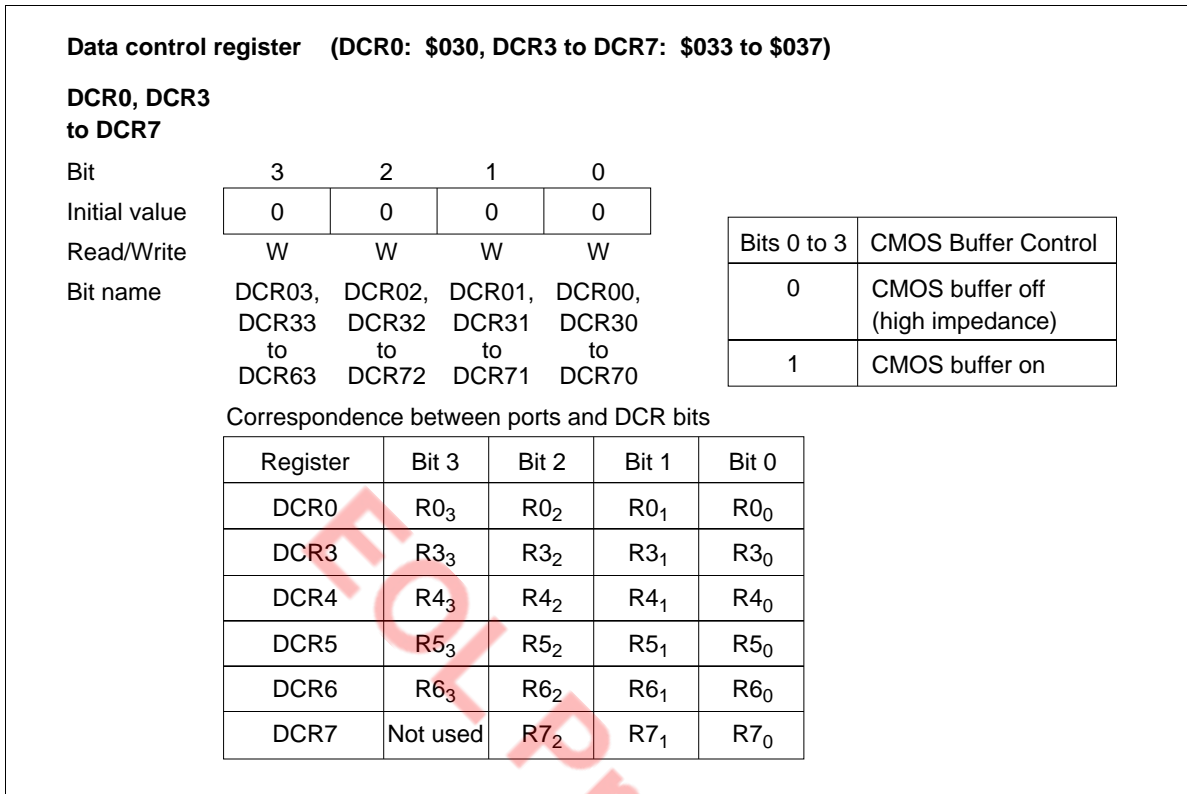 Data control register (DCR0: $030, DCR3 to DCR7: $033 to $037)
DCR0, DCR3
to DCR7
Bit 3 2 1 0
Initial value 0 0 0 0
Read/Write W W W W
Bit name DCR03, DCR02, DCR01, DCR00,
DCR33 DCR32 DCR31 DCR30
to to to to
DCR63 DCR72 DCR71 DCR70
Bits 0 to 3 CMOS Buffer Control
0 CMOS buffer off
(high impedance)
1 CMOS buffer on
Correspondence between ports and DCR bits
Register Bit 3 Bit 2 Bit 1 Bit 0
DCR0 R0₃ R0₂ R0₁ R0₀
DCR3 R3₃ R3₂ R3₁ R3₀
DCR4 R4₃ R4₂ R4₁ R4₀
DCR5 R5₃ R5₂ R5₁ R5₀
DCR6 R6₃ R6₂ R6₁ R6₀
DCR7 Not used R7₂ R7₁ R7₀
EOL Pr